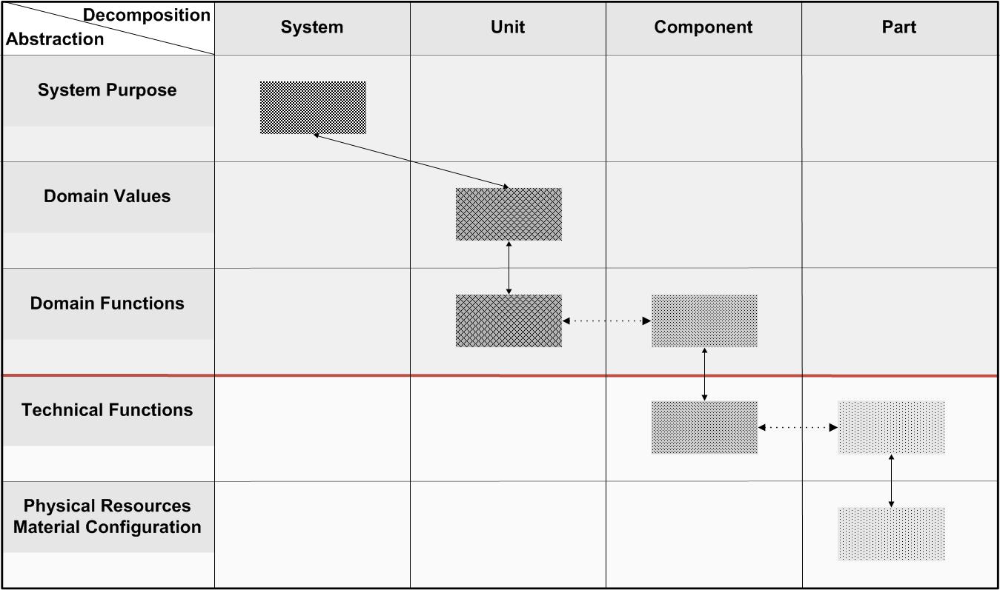 Decomposition
Abstraction
System
Unit
Component
Part
System Purpose
Domain Values
Domain Functions
Technical Functions
Physical Resources
Material Configuration